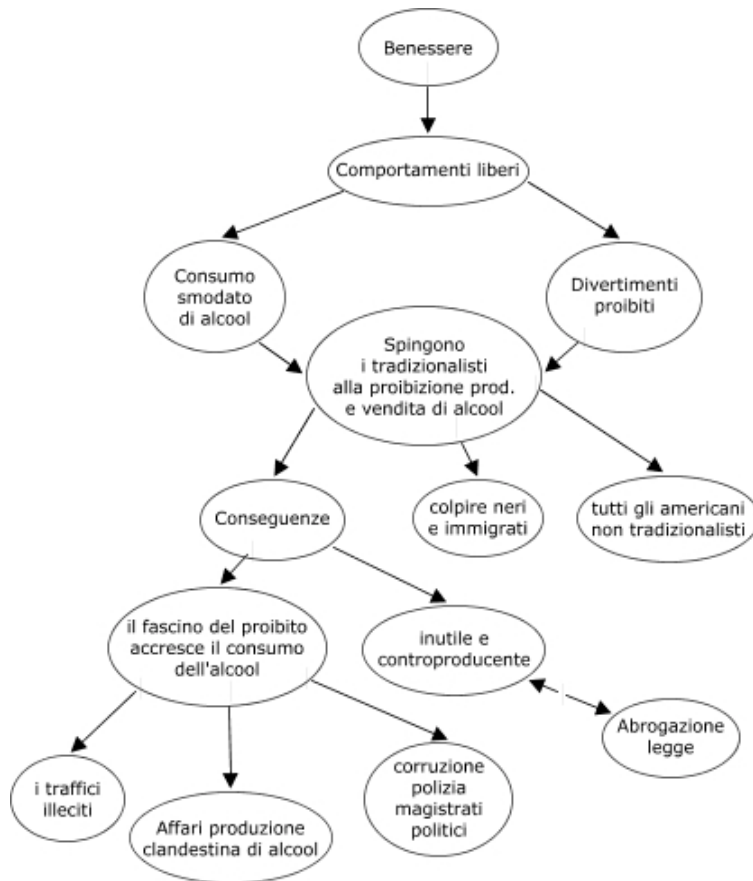 Benessere
Comportamenti liberi
Consumo
smodato
di alcool
Divertimenti
proibiti
Spingono
i tradizionalisti
alla proibizione prod.
e vendita di alcool
Conseguenze
colpire neri
e immigrati
tutti gli americani
non tradizionalisti
il fascino del proibito
accresce il consumo
dell'alcool
inutile e
controproducente
Abrogazione
legge
i traffici
illeciti
Affari produzione
clandestina di alcool
corruzione
polizia
magistrati
politici